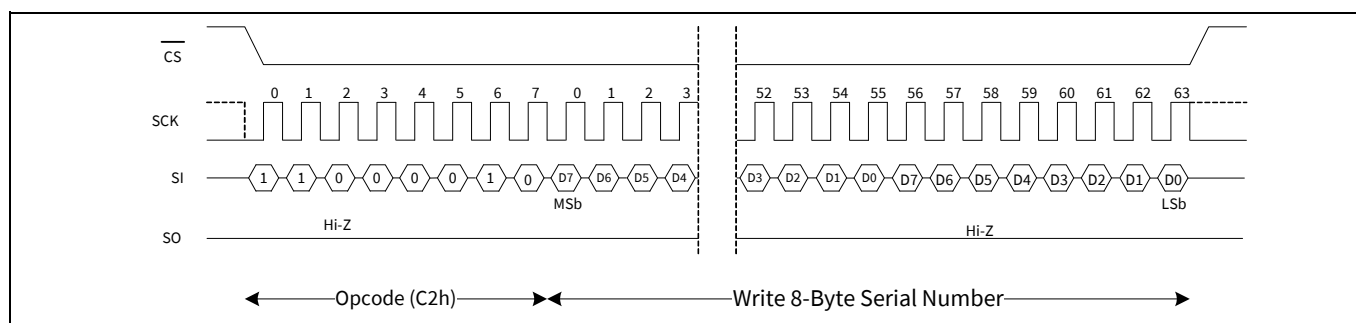 CS
0 1 2 3 4 5 6 7 0 1 2 3 52 53 54 55 56 57 58 59 60 61 62 63
SCK
SI 1 1 0 0 0 0 1 0 D7 D6 D5 D4 D3 D2 D1 D0 D7 D6 D5 D4 D3 D2 D1 D0
MSb LSb
Hi-Z Hi-Z
SO
Opcode (C2h) Write 8-Byte Serial Number